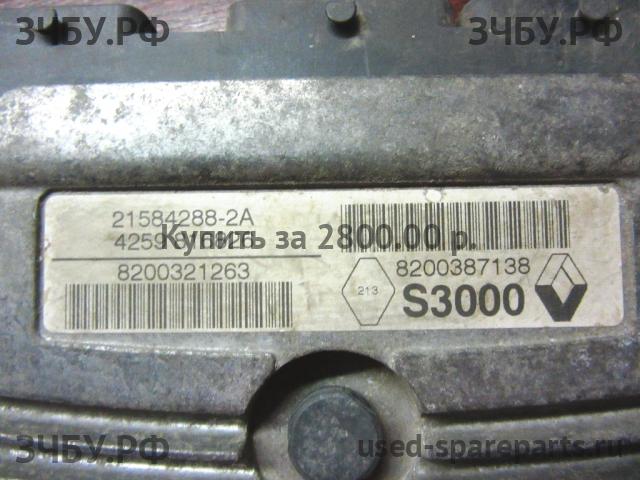 ЗЧБУ.РФ
ЗЧБУ.РФ
21584288-2A
Купить за 2800.00 р.
4259
8200321263
8200387138
213
S3000
ЗЧБУ.РФ
used-spareparts.ru